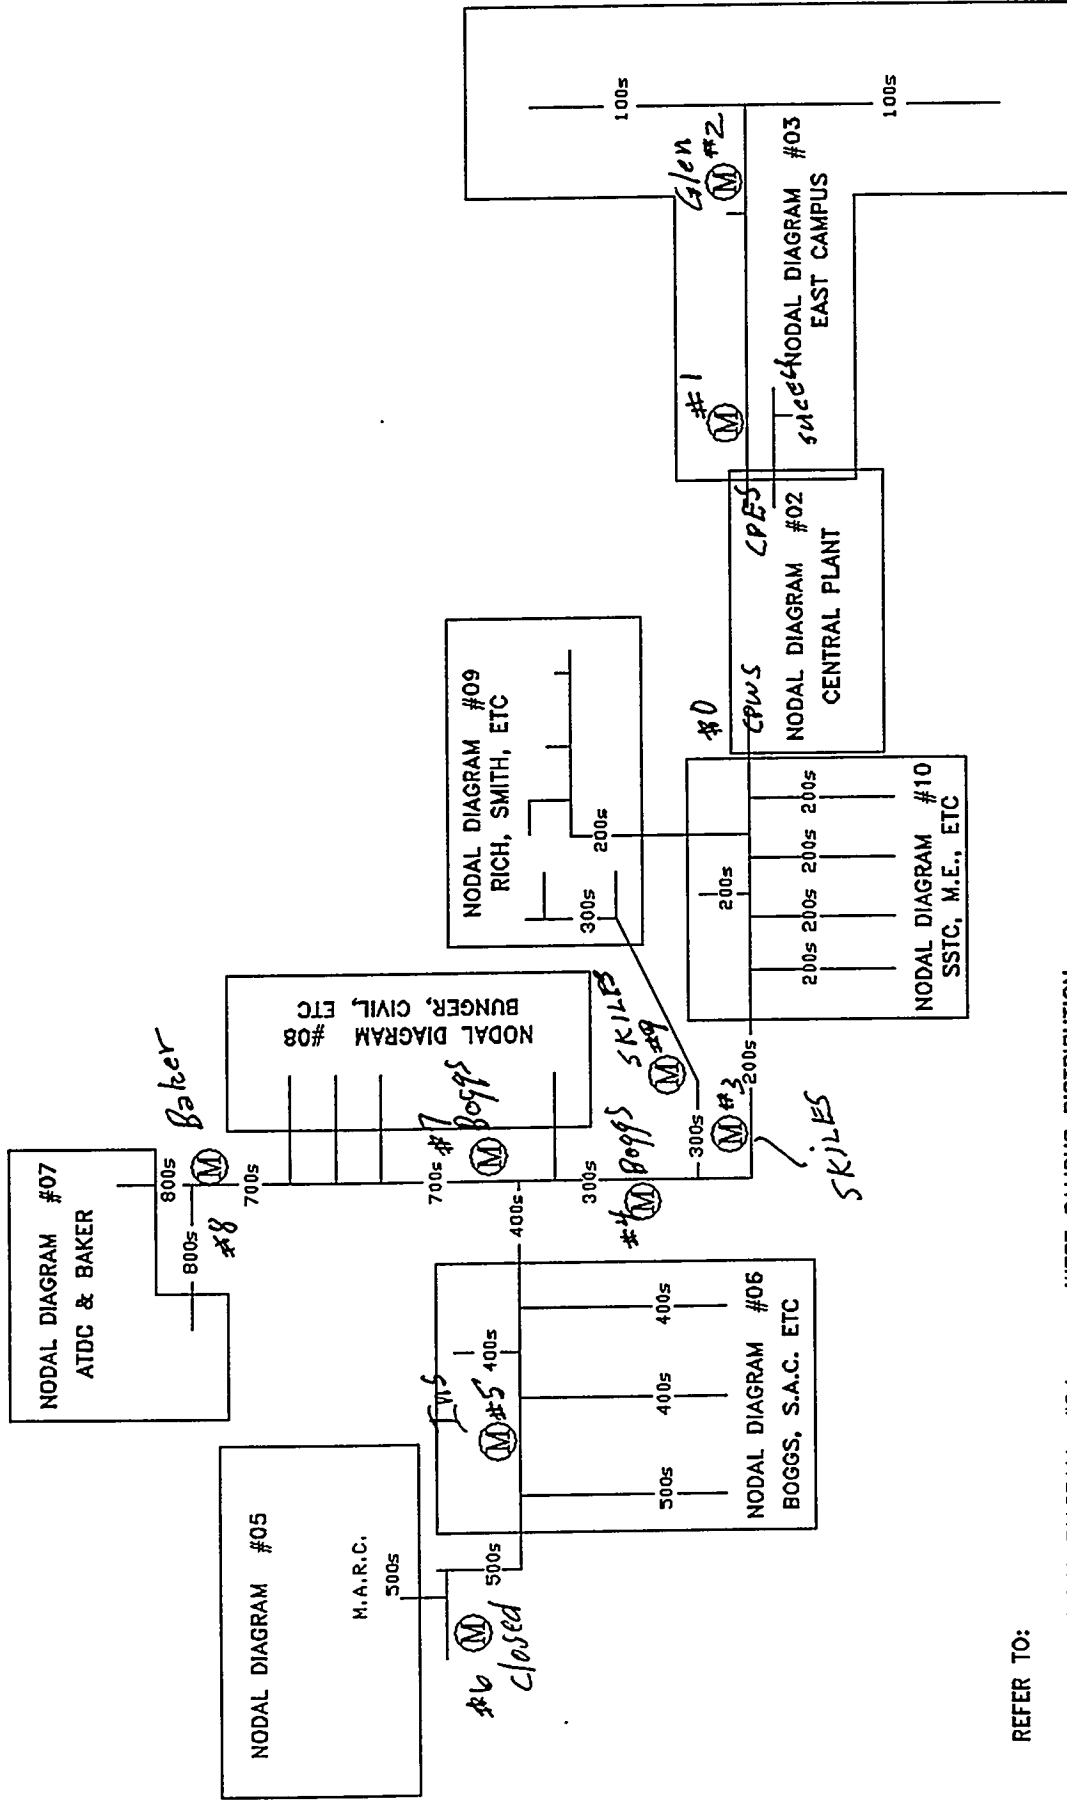 NODAL DIAGRAM #07
ATDC & BAKER
800s
800s
Baker
M
#8
700s
NODAL DIAGRAM #08
BUNGER, CIVIL, ETC
700s
#7
M
Boggs
NODAL DIAGRAM #05
M.A.R.C.
500s
#6
M
Closed
500s
400s
M
#5
400s
400s
400s
500s
NODAL DIAGRAM #06
BOGGS, S.A.C. ETC
300s
#4
M
Boggs
SKILES
M
#9
300s
M
#3
200s
SKILES
NODAL DIAGRAM #09
RICH, SMITH, ETC
300s
200s
200s
200s
200s
200s
200s
NODAL DIAGRAM #10
SSTC, M.E., ETC
#0
CPWS
CPES
NODAL DIAGRAM #02
CENTRAL PLANT
#1
M
Glen
M
#2
NODAL DIAGRAM #03
EAST CAMPUS
100s
100s
REFER TO: